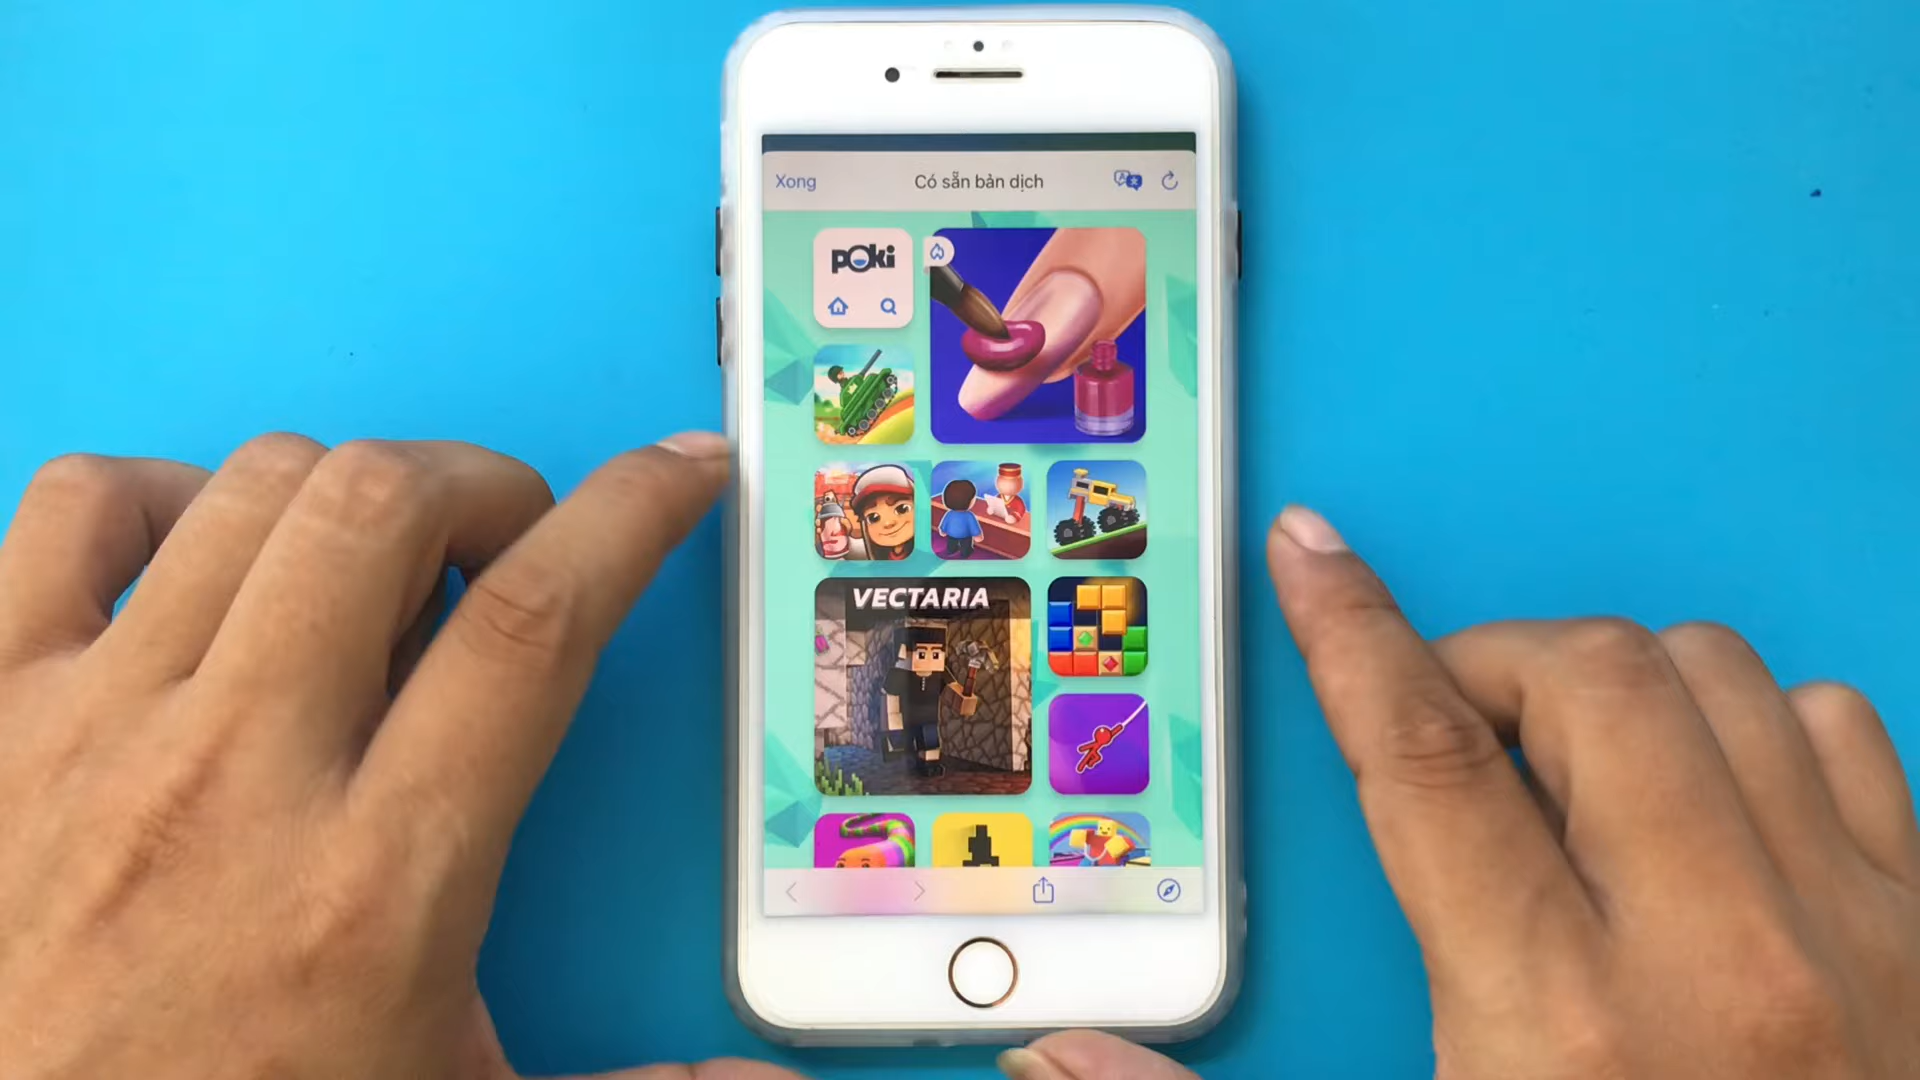 Xong
Có sẵn bản dịch
poki
VECTARIA